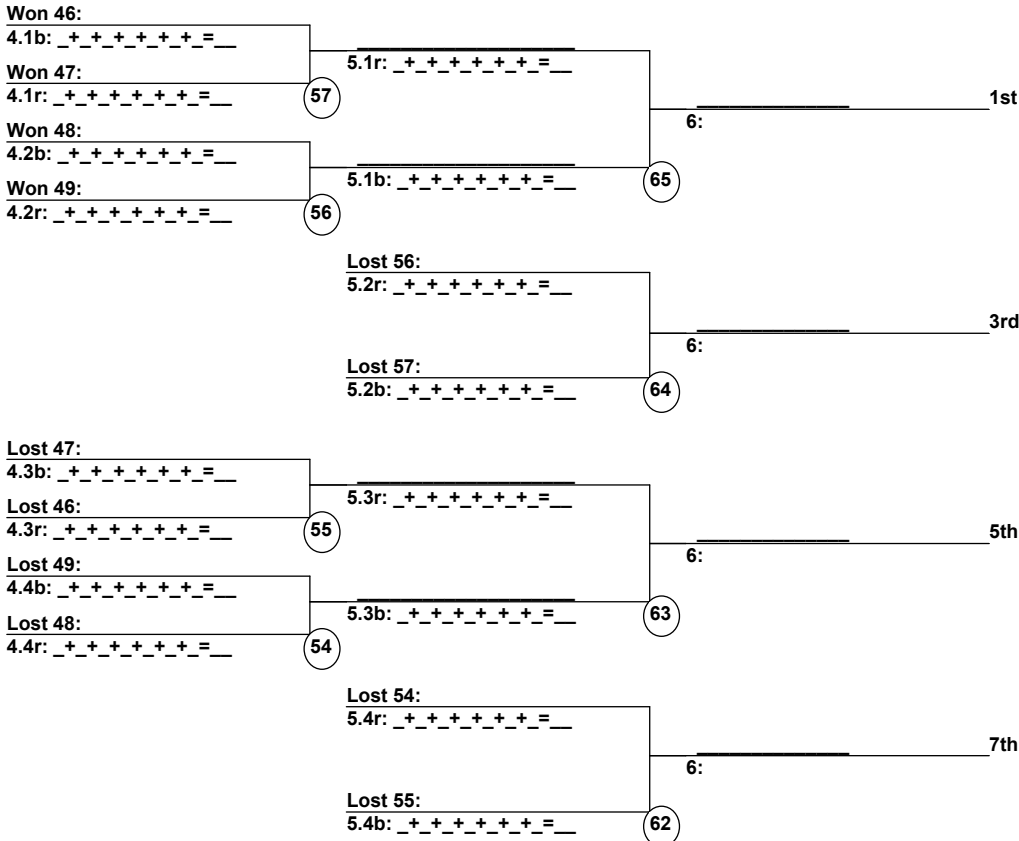 Won 46:
4.1b: _+_+_+_+_+_=__
5.1r: _+_+_+_+_+_=__
Won 47:
4.1r: _+_+_+_+_+_=__
57
1st
6:
Won 48:
4.2b: _+_+_+_+_+_=__
5.1b: _+_+_+_+_+_=__
65
Won 49:
4.2r: _+_+_+_+_+_=__
56
Lost 56:
5.2r: _+_+_+_+_+_=__
3rd
6:
Lost 57:
5.2b: _+_+_+_+_+_=__
64
Lost 47:
4.3b: _+_+_+_+_+_=__
5.3r: _+_+_+_+_+_=__
Lost 46:
4.3r: _+_+_+_+_+_=__
55
5th
6:
Lost 49:
4.4b: _+_+_+_+_+_=__
5.3b: _+_+_+_+_+_=__
63
Lost 48:
4.4r: _+_+_+_+_+_=__
54
Lost 54:
5.4r: _+_+_+_+_+_=__
7th
6:
Lost 55:
5.4b: _+_+_+_+_+_=__
62